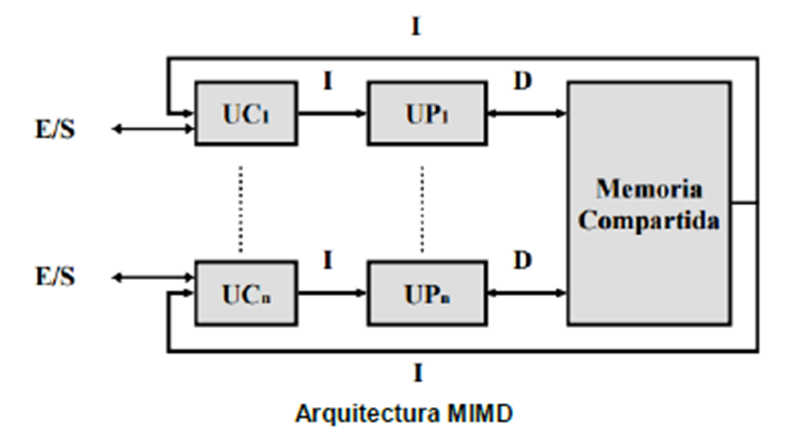 I
E/S
UC₁
I
UP₁
D
Memoria
Compartida
E/S
UCₙ
I
UPₙ
D
I
Arquitectura MIMD